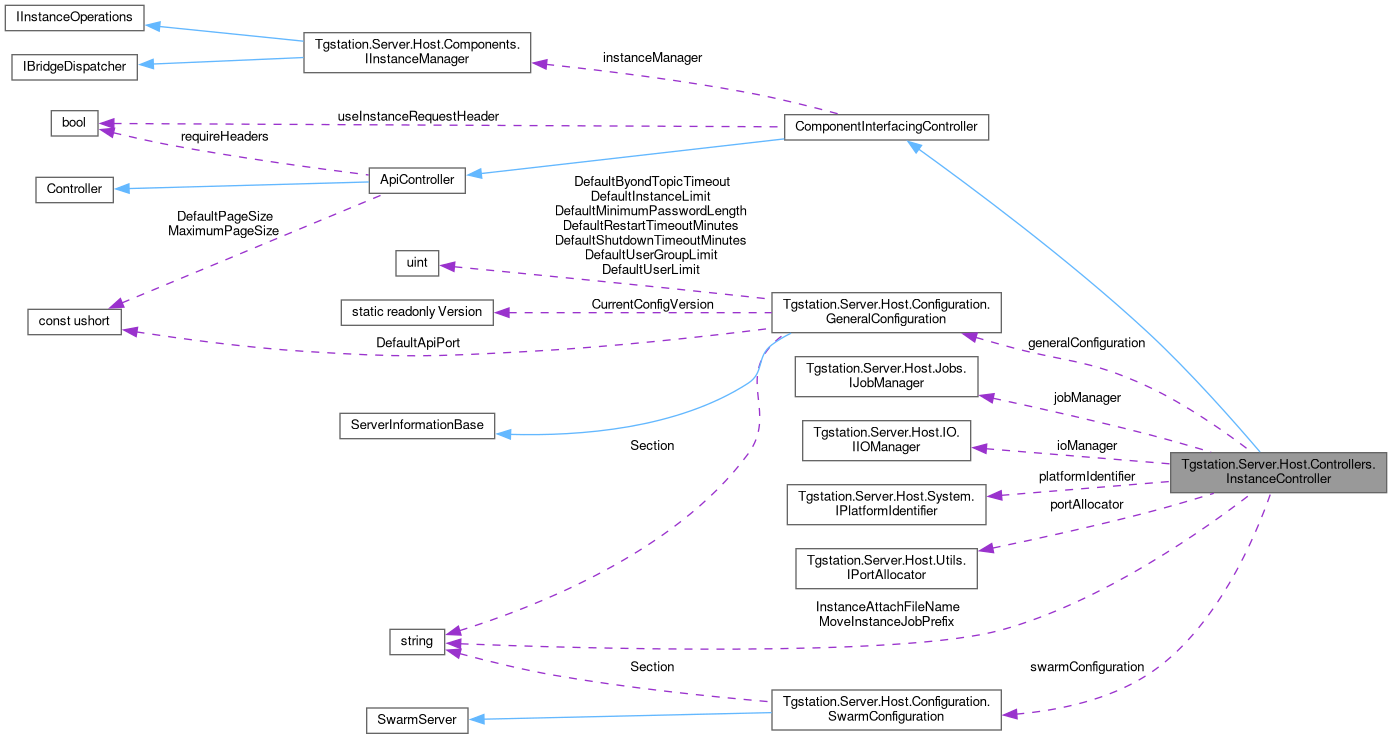 IInstanceOperations
Tgstation.Server.Host.Components.
IInstanceManager
IBridgeDispatcher
instanceManager
bool
useInstanceRequestHeader
ComponentInterfacingController
requireHeaders
Controller
ApiController
DefaultPageSize
MaximumPageSize
DefaultByondTopicTimeout
DefaultInstanceLimit
DefaultMinimumPasswordLength
DefaultRestartTimeoutMinutes
DefaultShutdownTimeoutMinutes
DefaultUserGroupLimit
DefaultUserLimit
uint
static readonly Version
CurrentConfigVersion
Tgstation.Server.Host.Configuration.
GeneralConfiguration
const ushort
DefaultApiPort
generalConfiguration
Tgstation.Server.Host.Jobs.
IJobManager
jobManager
ServerInformationBase
Section
Tgstation.Server.Host.IO.
IIOManager
ioManager
Tgstation.Server.Host.Controllers.
InstanceController
platformIdentifier
Tgstation.Server.Host.System.
IPlatformIdentifier
portAllocator
Tgstation.Server.Host.Utils.
IPortAllocator
InstanceAttachFileName
MoveInstanceJobPrefix
string
Section
swarmConfiguration
Tgstation.Server.Host.Configuration.
SwarmConfiguration
SwarmServer